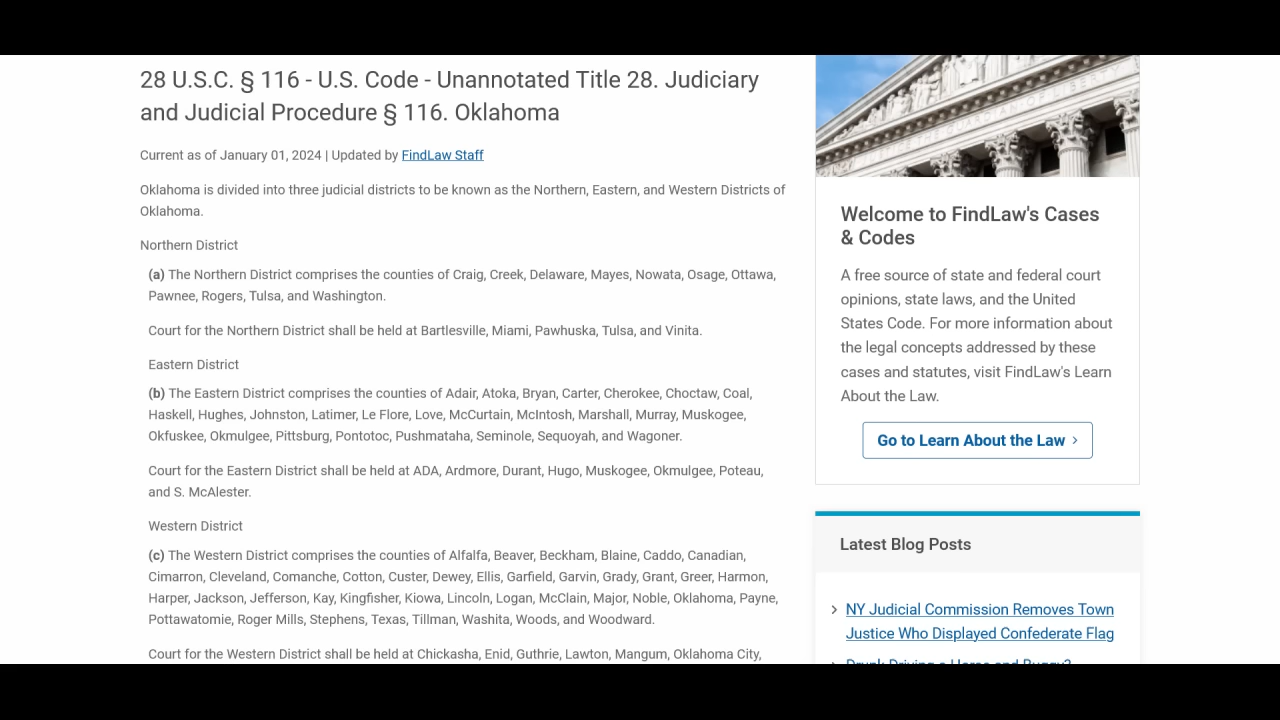 28 U.S.C. § 116 - U.S. Code - Unannotated Title 28. Judiciary
and Judicial Procedure § 116. Oklahoma
Current as of January 01, 2024 | Updated by FindLaw Staff
Oklahoma is divided into three judicial districts to be known as the Northern, Eastern, and Western Districts of
Oklahoma.
Northern District
(a) The Northern District comprises the counties of Craig, Creek, Delaware, Mayes, Nowata, Osage, Ottawa,
Pawnee, Rogers, Tulsa, and Washington.
Court for the Northern District shall be held at Bartlesville, Miami, Pawhuska, Tulsa, and Vinita.
Eastern District
(b) The Eastern District comprises the counties of Adair, Atoka, Bryan, Carter, Cherokee, Choctaw, Coal,
Haskell, Hughes, Johnston, Latimer, Le Flore, Love, McCurtain, McIntosh, Marshall, Murray, Muskogee,
Okfuskee, Okmulgee, Pittsburg, Pontotoc, Pushmataha, Seminole, Sequoyah, and Wagoner.
Court for the Eastern District shall be held at ADA, Ardmore, Durant, Hugo, Muskogee, Okmulgee, Poteau,
and S. McAlester.
Western District
(c) The Western District comprises the counties of Alfalfa, Beaver, Beckham, Blaine, Caddo, Canadian,
Cimarron, Cleveland, Comanche, Cotton, Custer, Dewey, Ellis, Garfield, Garvin, Grady, Grant, Greer, Harmon,
Harper, Jackson, Jefferson, Kay, Kingfisher, Kiowa, Lincoln, Logan, McClain, Major, Noble, Oklahoma, Payne,
Pottawatomie, Roger Mills, Stephens, Texas, Tillman, Washita, Woods, and Woodward.
Court for the Western District shall be held at Chickasha, Enid, Guthrie, Lawton, Mangum, Oklahoma City,
Welcome to FindLaw's Cases
& Codes
A free source of state and federal court
opinions, state laws, and the United
States Code. For more information about
the legal concepts addressed by these
cases and statutes, visit FindLaw's Learn
About the Law.
Go to Learn About the Law
Latest Blog Posts
NY Judicial Commission Removes Town
Justice Who Displayed Confederate Flag
Drunk Driving a Horse and Buggy?